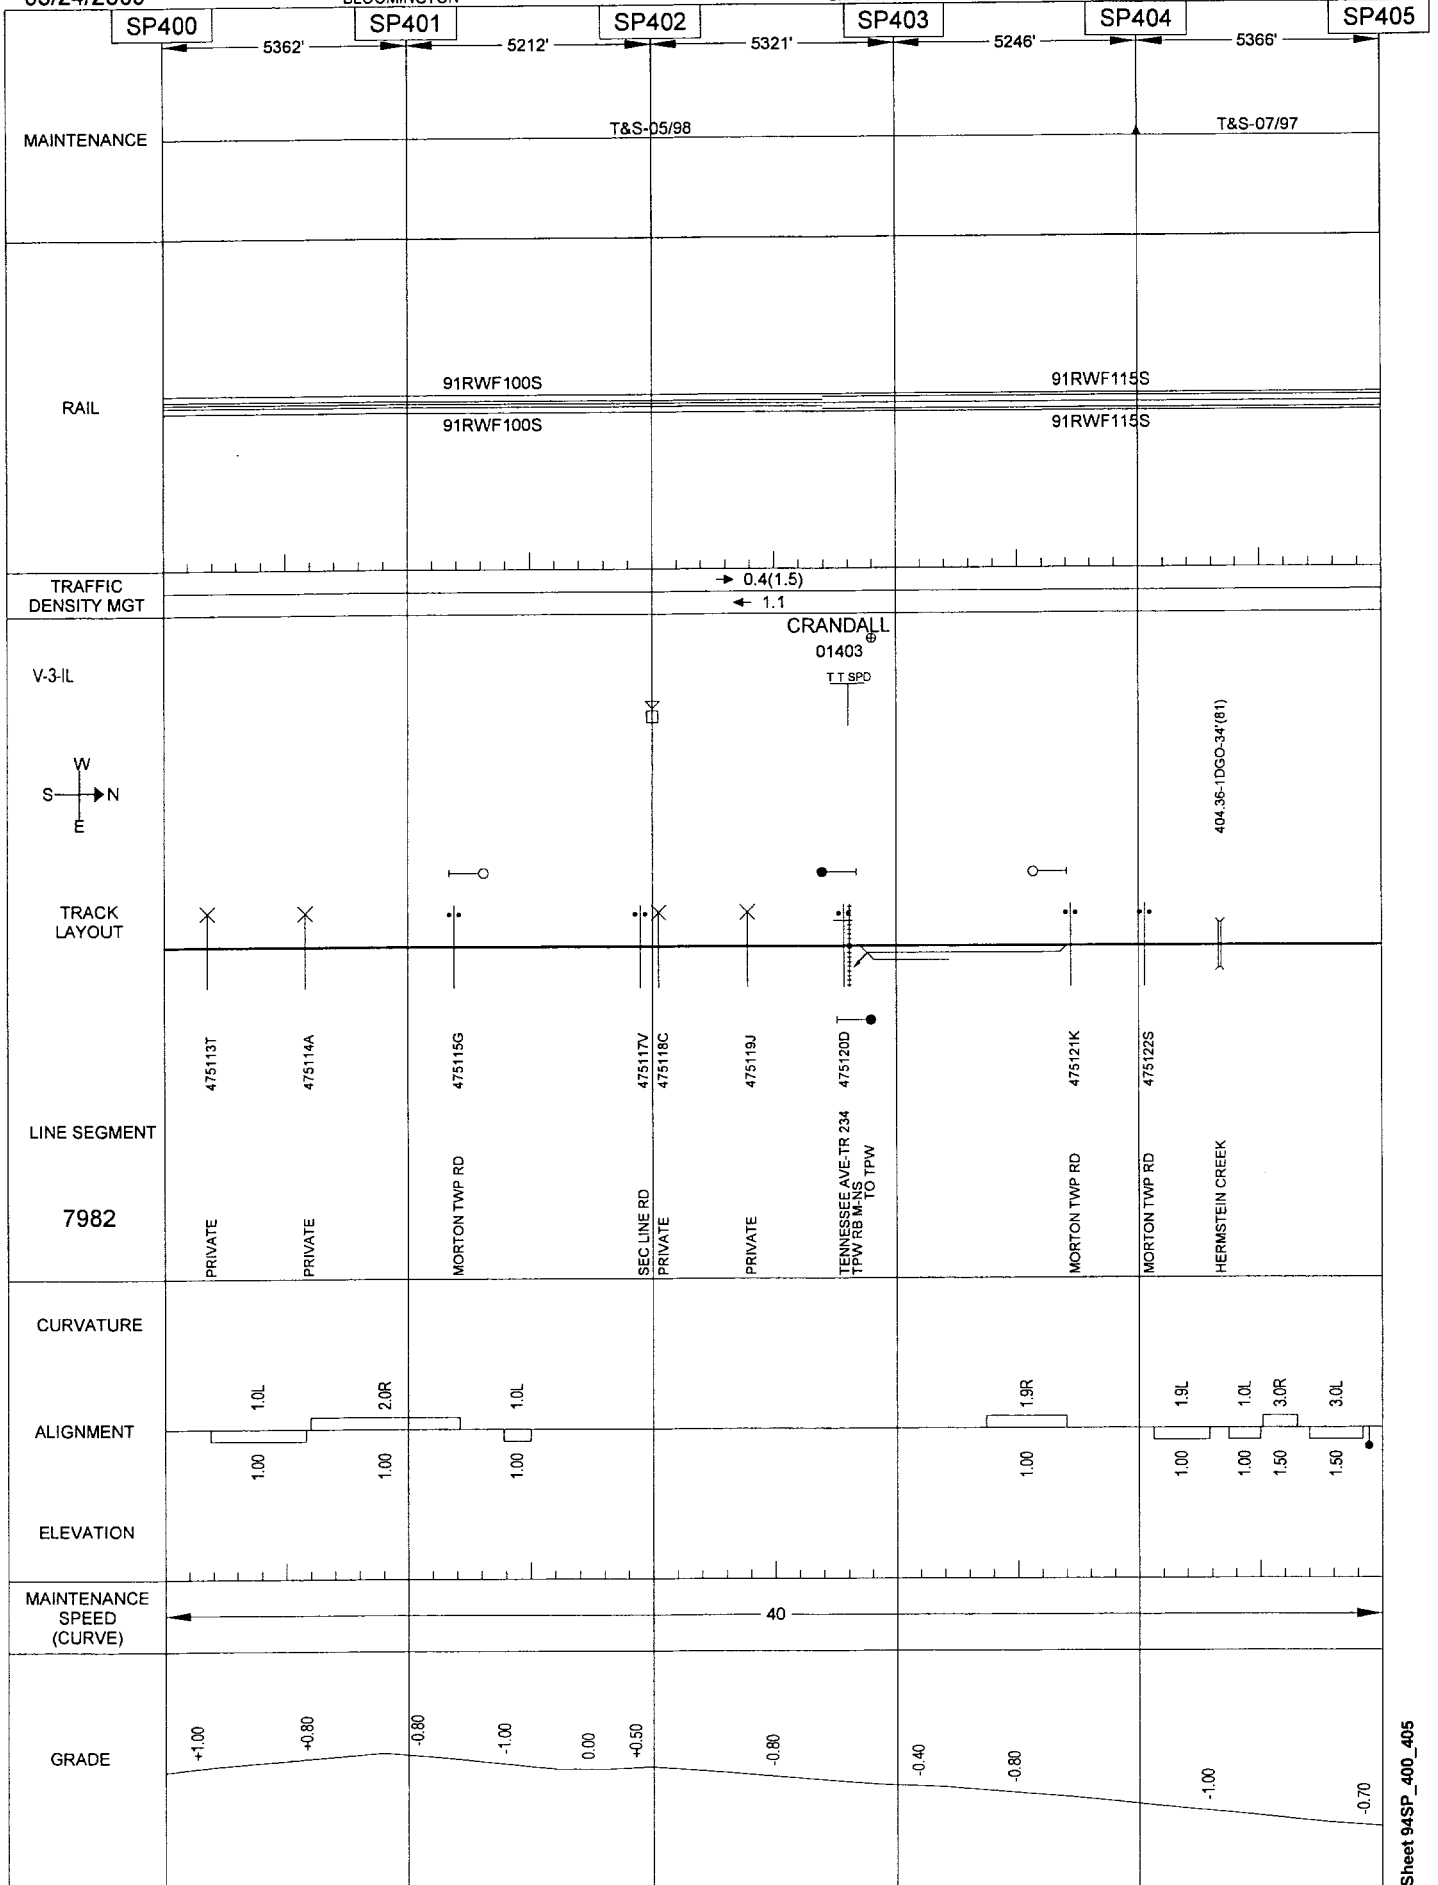 SP400 SP401 SP402 SP403 SP404 SP405
5362' 5212' 5321' 5246' 5366'
MAINTENANCE
T&S-05/98 T&S-07/97
RAIL
91RWF100S 91RWF115S
91RWF100S 91RWF115S
TRAFFIC
DENSITY MGT
→ 0.4(1.5)
← 1.1
CRANDALL
01403
T T SPD
V-3-IL
W
S N
E
404.36-1DGO-34'(81)
TRACK
LAYOUT
475113T
475114A
475115G
475117V
475118C
475119J
475120D
475121K
475122S
LINE SEGMENT
7982
PRIVATE
PRIVATE
MORTON TWP RD
SEC LINE RD
PRIVATE
PRIVATE
TENNESSEE AVE-TR 234
TPW RB M-NS
TO TPW
MORTON TWP RD
MORTON TWP RD
HERMSTEIN CREEK
CURVATURE
1.0L 2.0R 1.0L 1.9R 1.9L 1.0L 3.0R 3.0L
ALIGNMENT
1.00 1.00 1.00 1.00 1.00 1.00 1.50 1.50
ELEVATION
MAINTENANCE
SPEED
(CURVE)
40
GRADE
+1.00 +0.80 -0.80 -1.00 0.00 +0.50 -0.80 -0.40 -0.80 -1.00 -0.70
Sheet 94SP_400_405